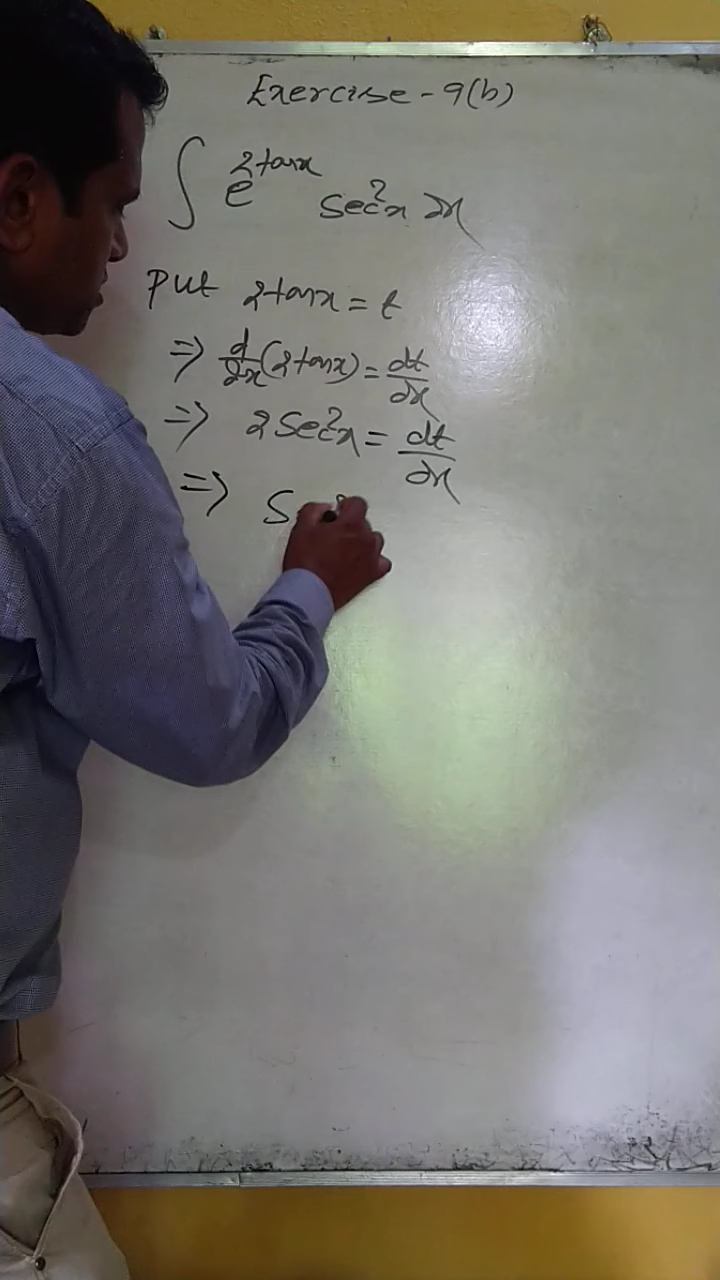 Exercise - 9(b)
∫ e^2tanx sec²x dx
Put 2tanx = t
⇒ d/dx (2tanx) = dt/dx
⇒ 2sec²x = dt/dx
⇒ S